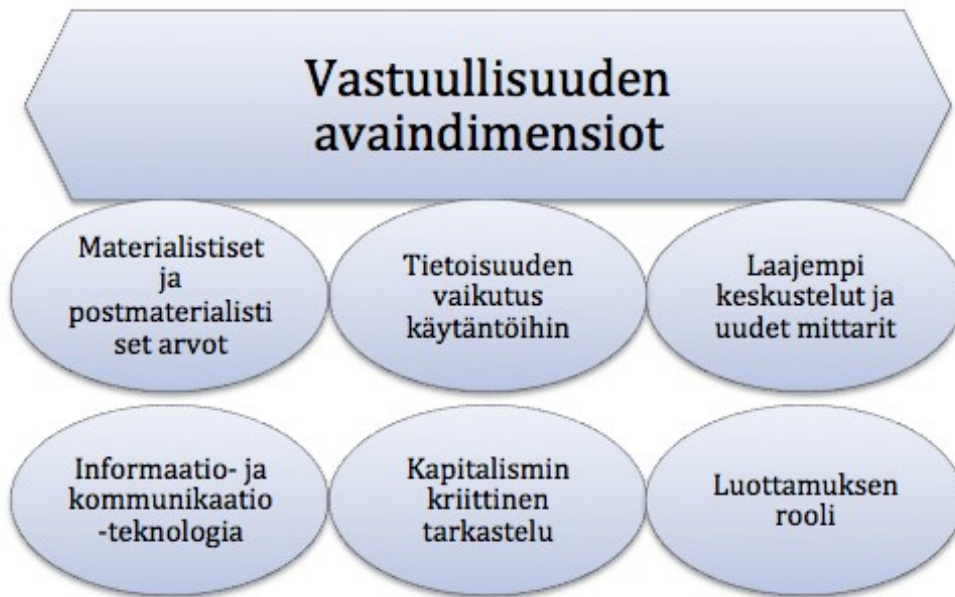 Vastuullisuuden
avaindimensiot
Materialistiset
ja
postmaterialisti
set arvot
Tietoisuuden
vaikutus
käytäntöihin
Laajempi
keskustelut ja
uudet mittarit
Informaatio- ja
kommunikaatio
-teknologia
Kapitalismin
kriittinen
tarkastelu
Luottamuksen
rooli